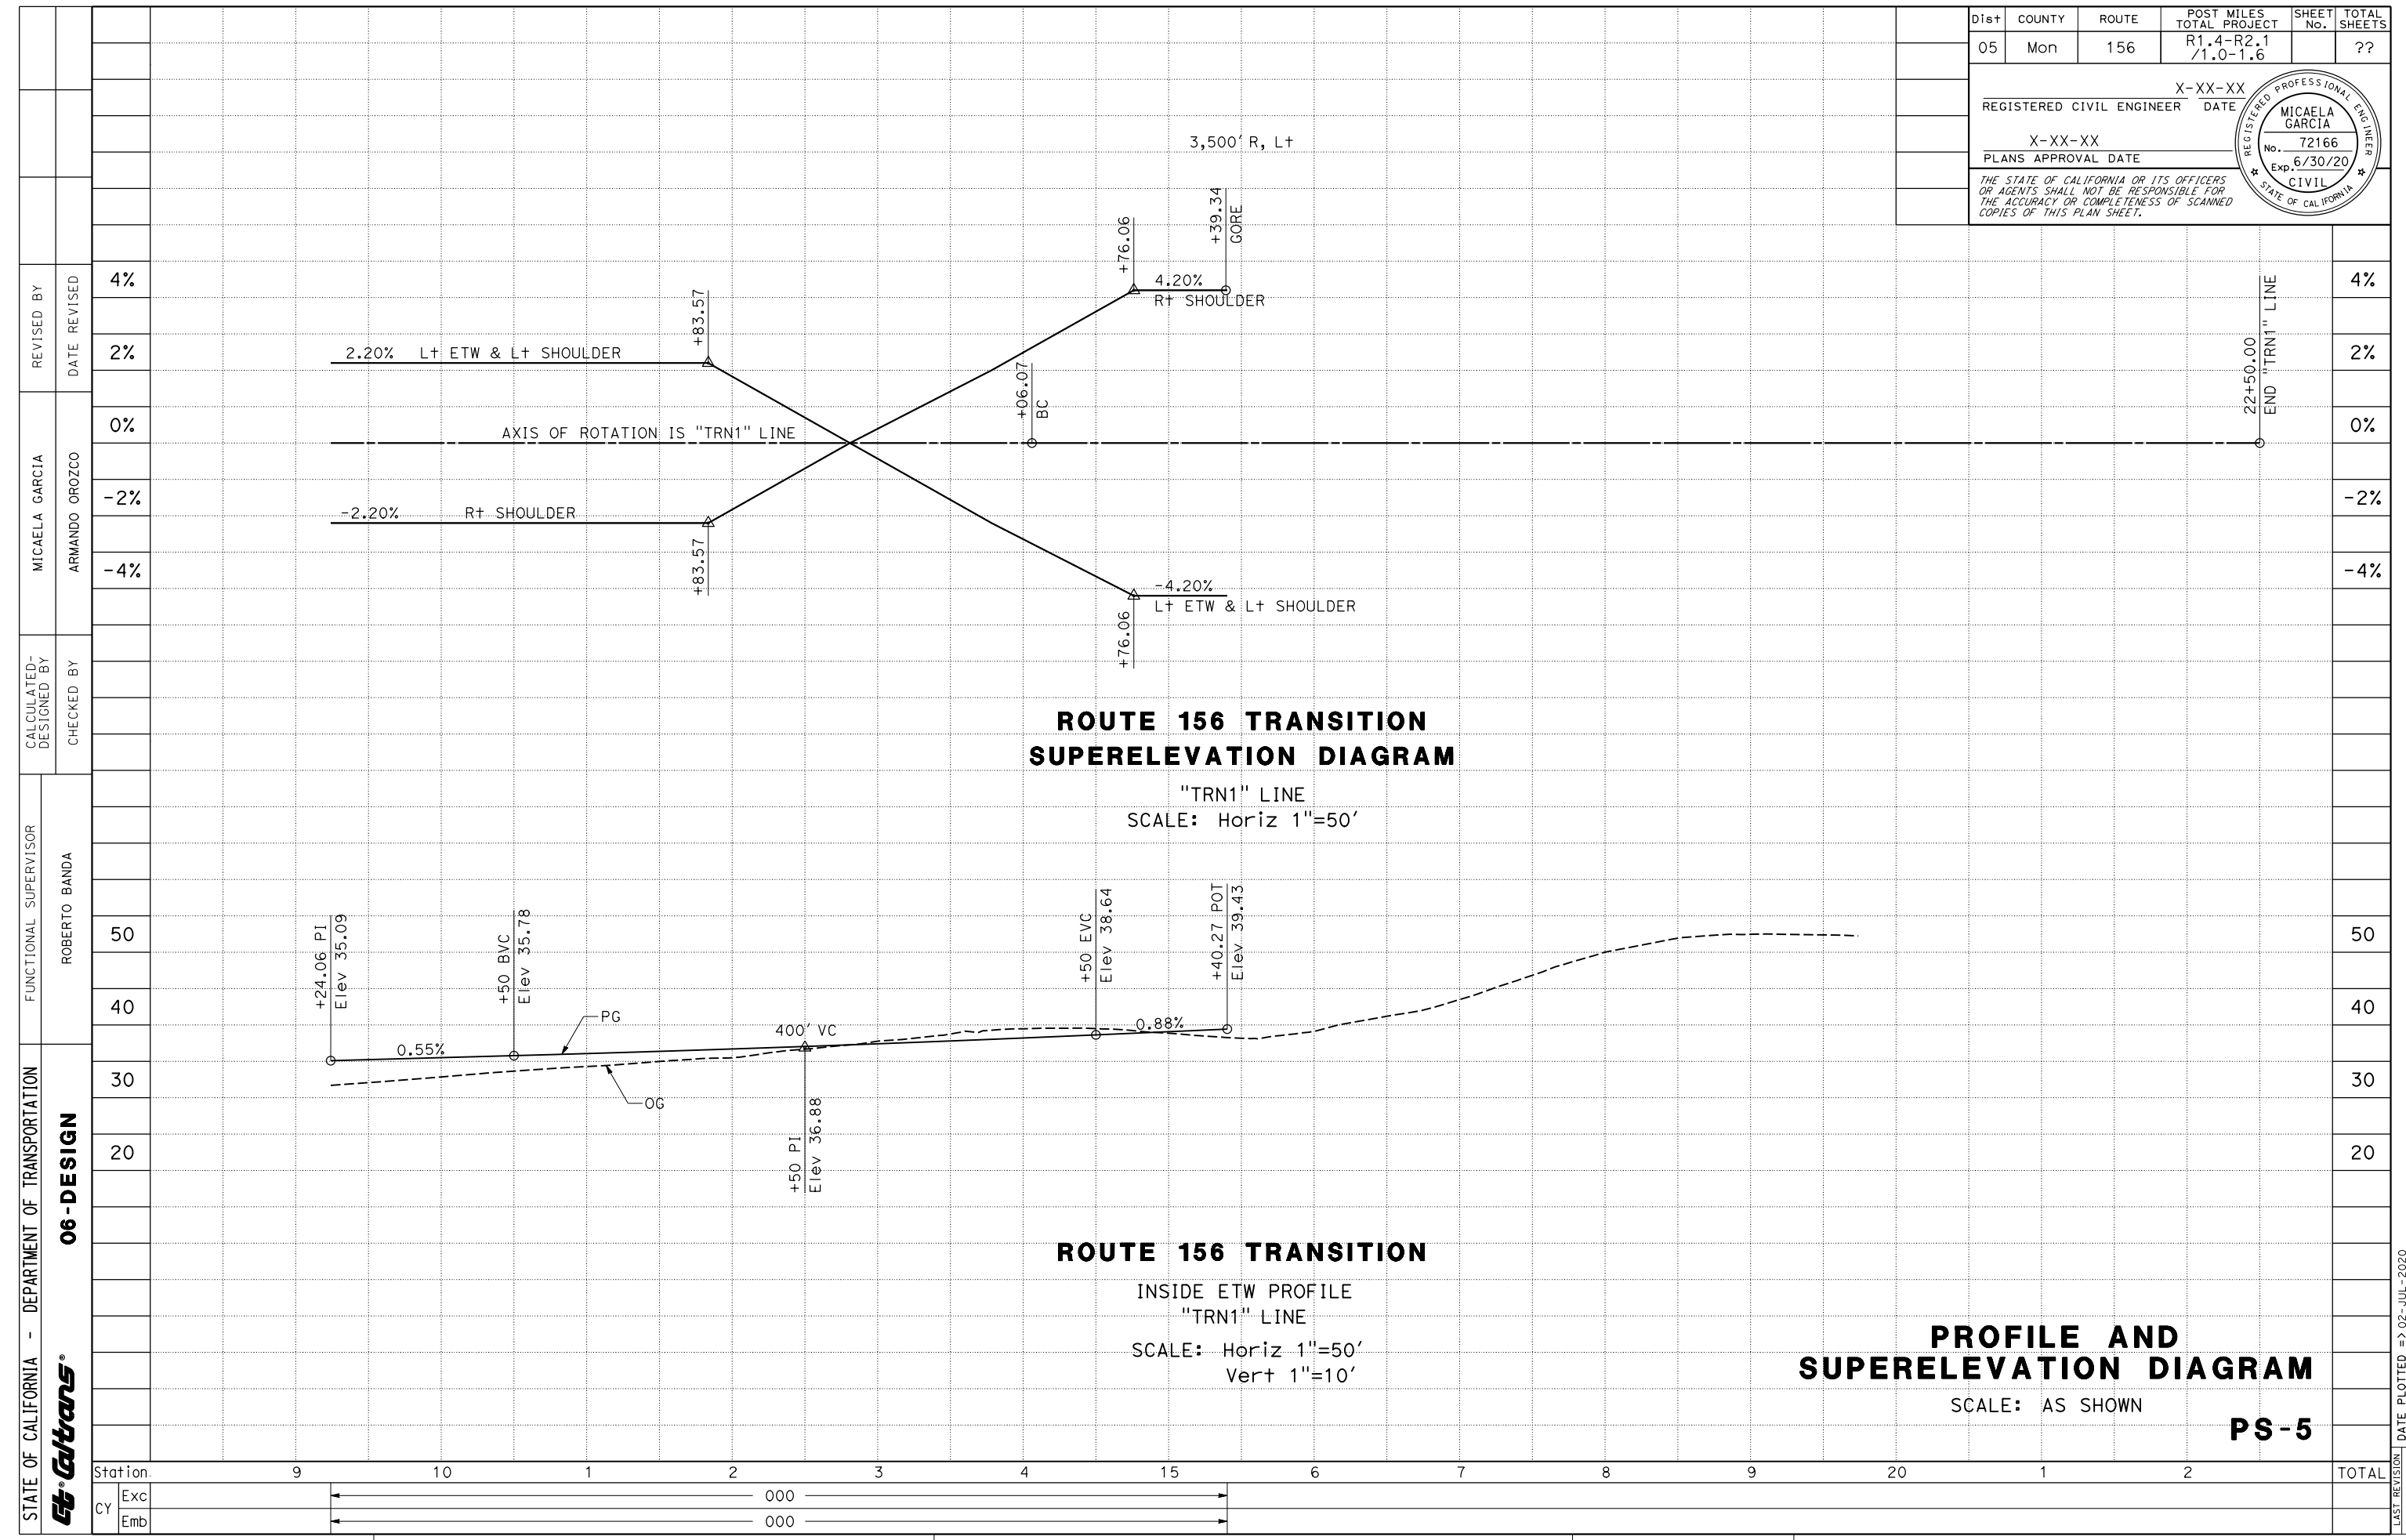 Dist COUNTY ROUTE POST MILES TOTAL PROJECT SHEET No. TOTAL SHEETS
05 Mon 156 R1.4-R2.1 /1.0-1.6 ??
X-XX-XX
REGISTERED CIVIL ENGINEER DATE
X-XX-XX
PLANS APPROVAL DATE
THE STATE OF CALIFORNIA OR ITS OFFICERS
OR AGENTS SHALL NOT BE RESPONSIBLE FOR
THE ACCURACY OR COMPLETENESS OF SCANNED
COPIES OF THIS PLAN SHEET.
REGISTERED PROFESSIONAL ENGINEER
MICAELA
GARCIA
No. 72166
Exp. 6/30/20
CIVIL
STATE OF CALIFORNIA
3,500' R, Lt
+76.06
+39.34
GORE
4.20%
Rt SHOULDER
+83.57
2.20% Lt ETW & Lt SHOULDER
+06.07
BC
22+50.00
END "TRN1" LINE
AXIS OF ROTATION IS "TRN1" LINE
-2.20% Rt SHOULDER
+83.57
-4.20%
Lt ETW & Lt SHOULDER
+76.06
4%
2%
0%
-2%
-4%
50
40
30
20
4%
2%
0%
-2%
-4%
50
40
30
20
ROUTE 156 TRANSITION
SUPERELEVATION DIAGRAM
"TRN1" LINE
SCALE: Horiz 1"=50'
+24.06 PI
Elev 35.09
+50 BVC
Elev 35.78
+50 EVC
Elev 38.64
+40.27 POT
Elev 39.43
PG
400' VC
0.88%
0.55%
OG
+50 PI
Elev 36.88
ROUTE 156 TRANSITION
INSIDE ETW PROFILE
"TRN1" LINE
SCALE: Horiz 1"=50'
Vert 1"=10'
PROFILE AND
SUPERELEVATION DIAGRAM
SCALE: AS SHOWN
PS-5
Station 9 10 1 2 3 4 15 6 7 8 9 20 1 2 TOTAL
CY
Exc 000
Emb 000
REVISED BY
DATE REVISED
MICAELA GARCIA
ARMANDO OROZCO
CALCULATED-
DESIGNED BY
CHECKED BY
FUNCTIONAL SUPERVISOR
ROBERTO BANDA
STATE OF CALIFORNIA - DEPARTMENT OF TRANSPORTATION
06-DESIGN
Caltrans®
LAST REVISION
DATE PLOTTED => 02-JUL-2020